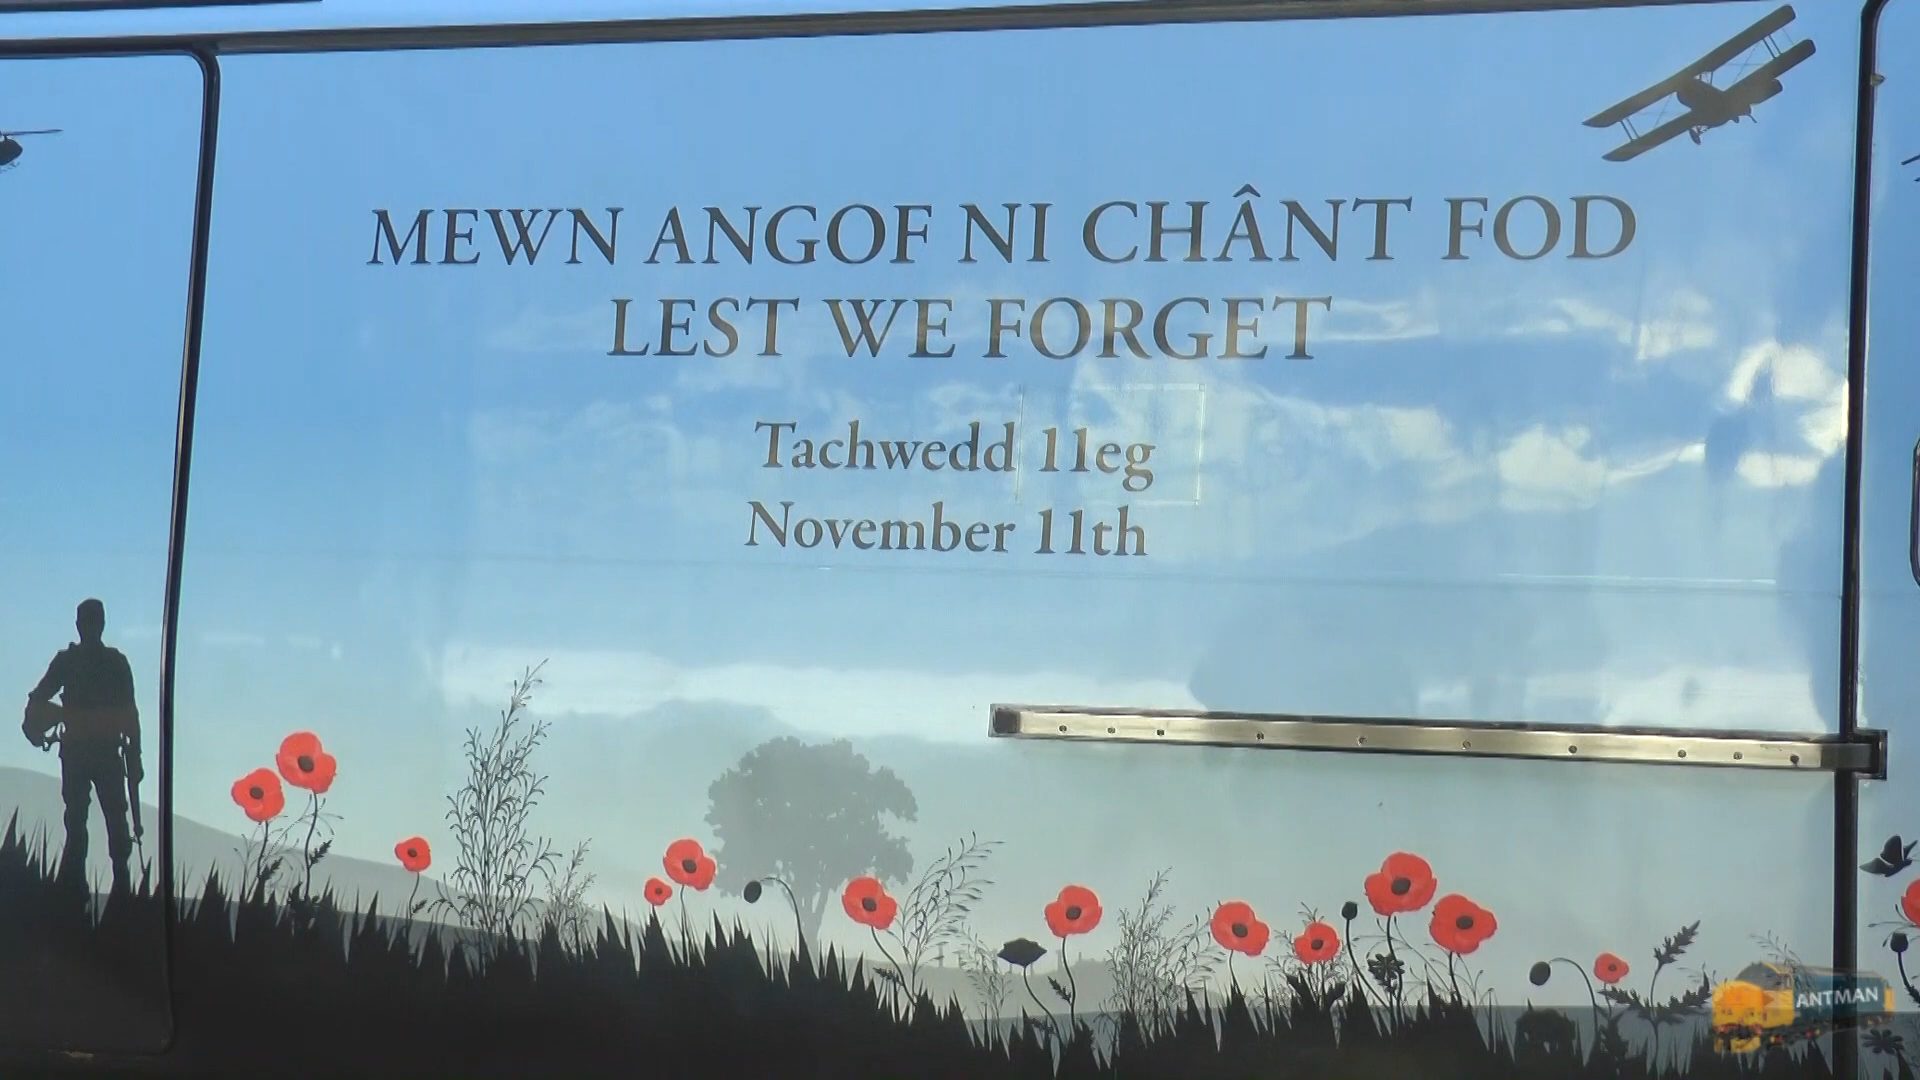 MEWN ANGOF NI CHÂNT FOD
LEST WE FORGET
Tachwedd 11eg
November 11th
ANTMAN